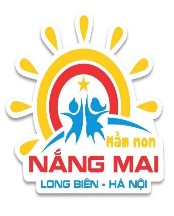 Mầm non
NẮNG MAI
LONG BIÊN - HÀ NỘI